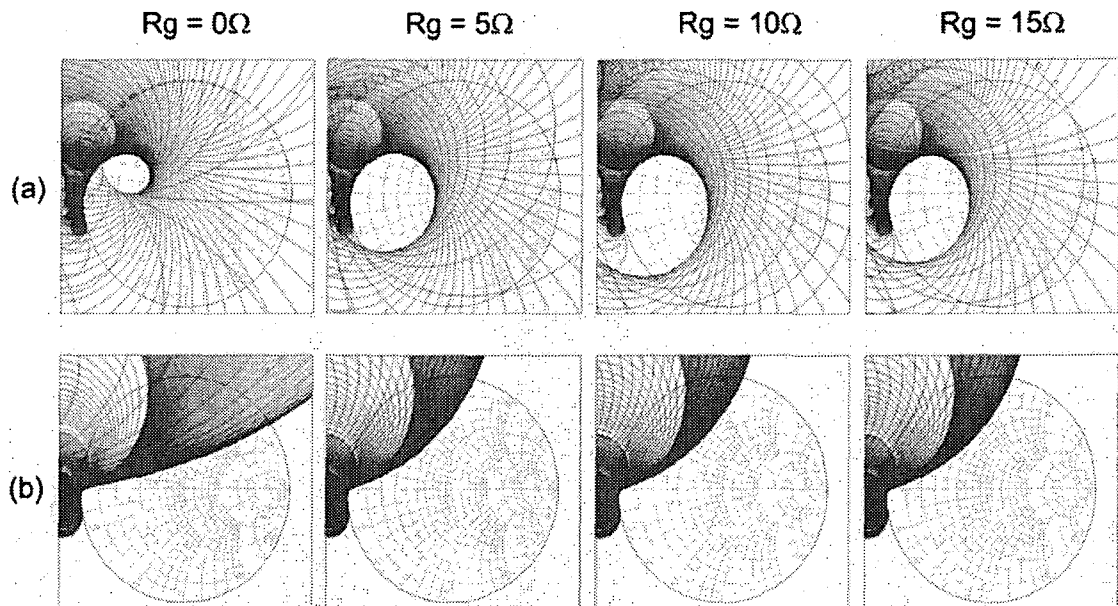 Rg = 0Ω Rg = 5Ω Rg = 10Ω Rg = 15Ω
(a)
(b)